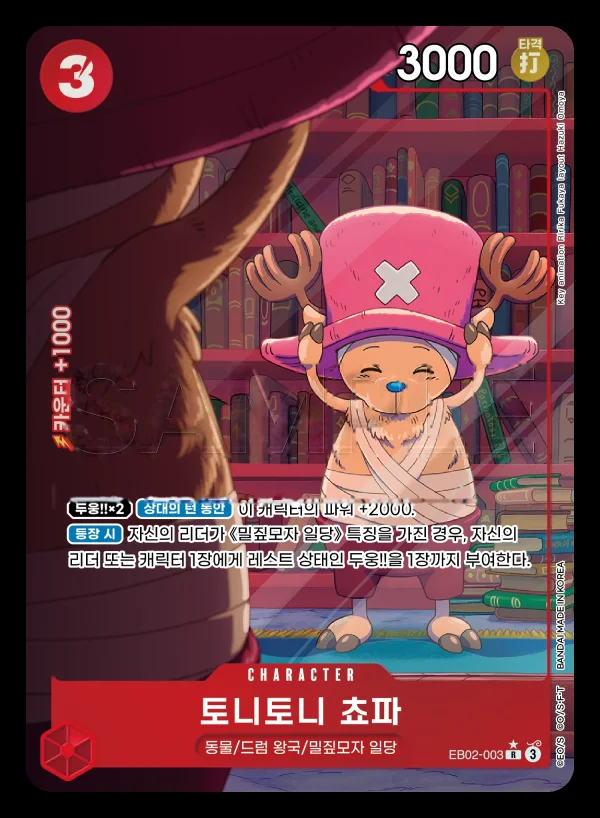 3
3000
타격
打
Key animation Ririka Fukaya layout Hazuki Omoya
카운터 +1000
SAMPLE
두웅!!×2 상대의 턴 동안 이 캐릭터의 파워 +2000.
등장 시 자신의 리더가 《밀짚모자 일당》 특징을 가진 경우, 자신의
리더 또는 캐릭터 1장에게 레스트 상태인 두웅!!을 1장까지 부여한다.
BANDAI MADE IN KOREA
©EO/S ©O/S·F·T
CHARACTER
토니토니 쵸파
동물/드럼 왕국/밀짚모자 일당
EB02-003 R 3